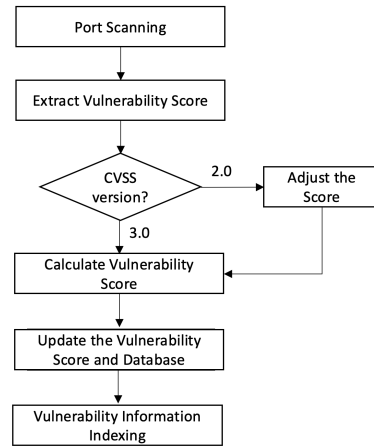 Port Scanning
Extract Vulnerability Score
CVSS
version?
2.0
Adjust the
Score
3.0
Calculate Vulnerability
Score
Update the Vulnerability
Score and Database
Vulnerability Information
Indexing